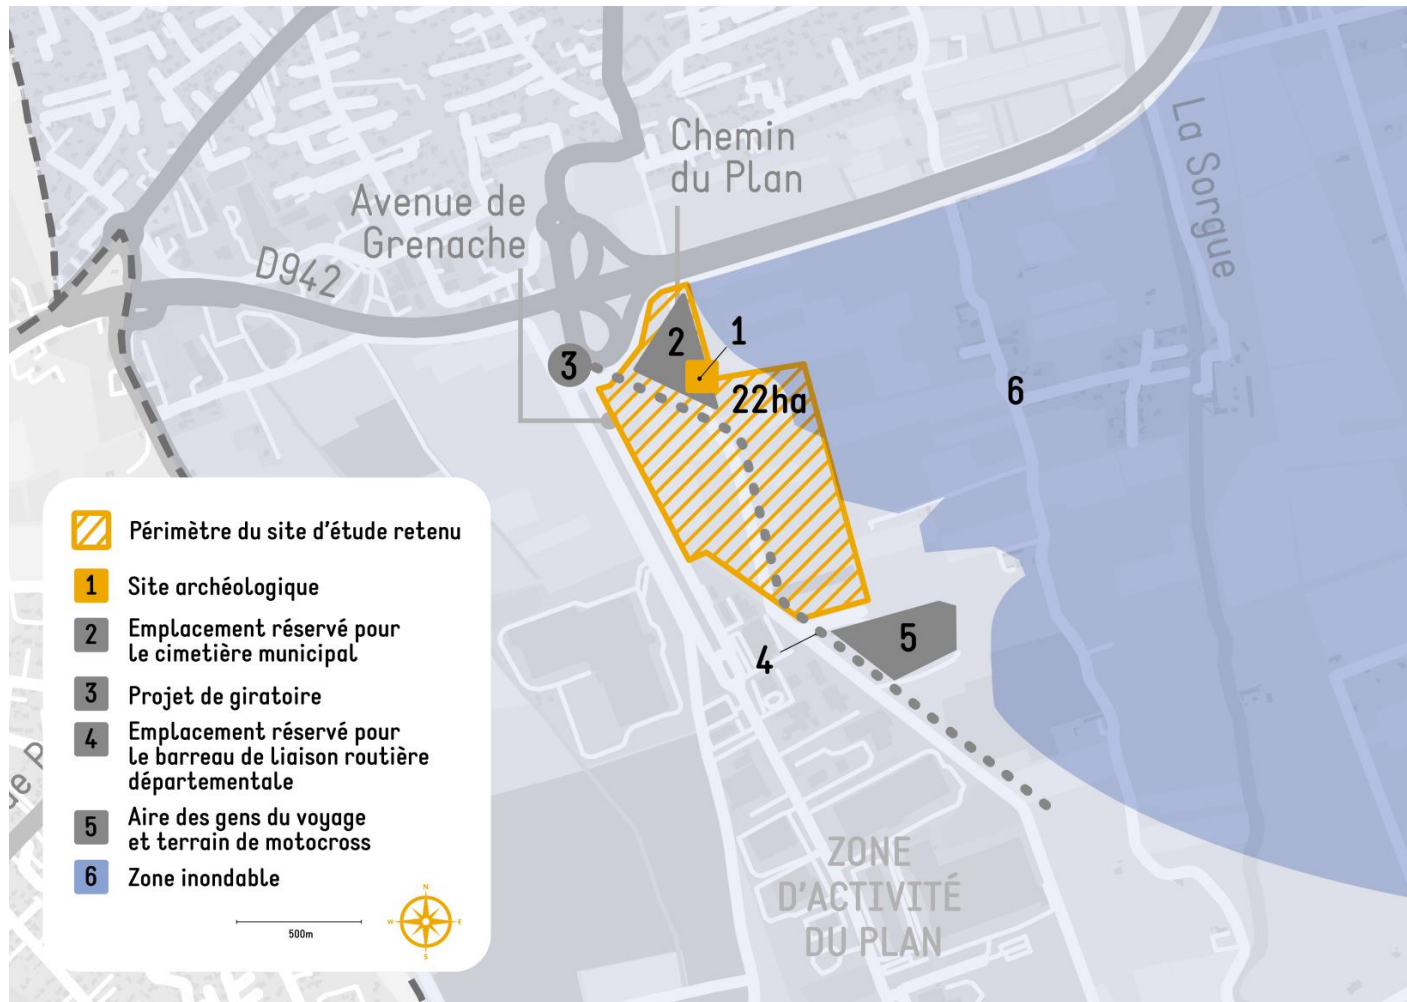 Chemin
du Plan
Avenue de
Grenache
D942
La Sorgue
1
2
3
22ha
6
4
5
ZONE
D'ACTIVITÉ
DU PLAN
Périmètre du site d'étude retenu
1 Site archéologique
2 Emplacement réservé pour
le cimetière municipal
3 Projet de giratoire
4 Emplacement réservé pour
le barreau de liaison routière
départementale
5 Aire des gens du voyage
et terrain de motocross
6 Zone inondable
500m
N
W E
S